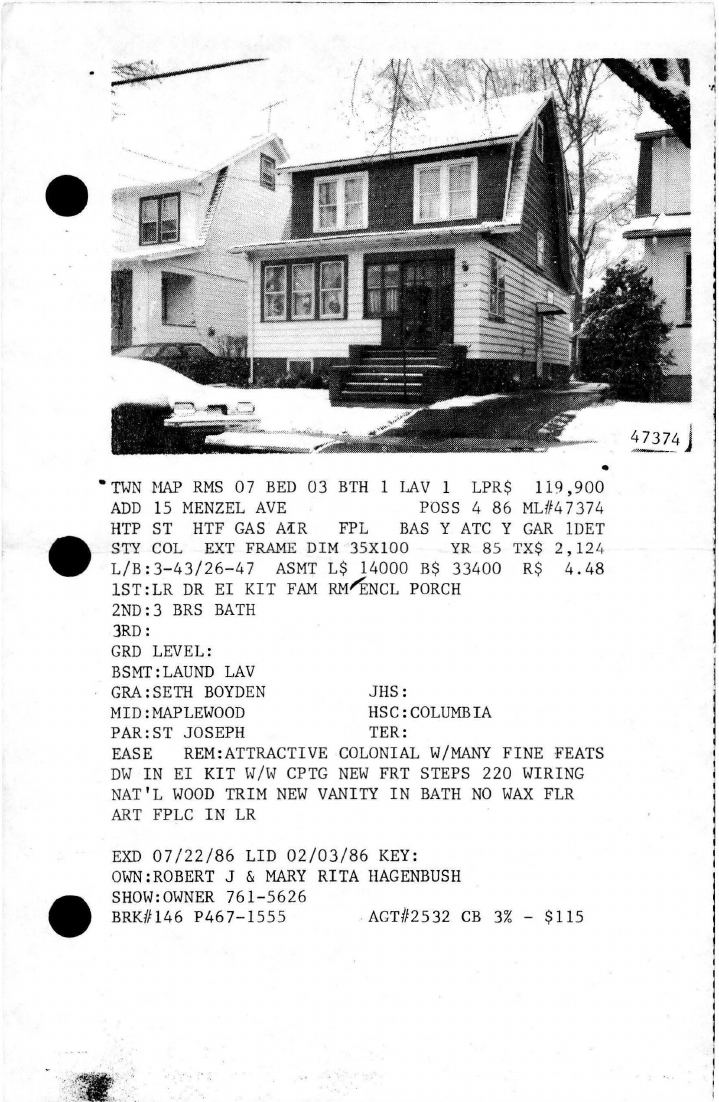 47374
TWN MAP RMS 07 BED 03 BTH 1 LAV 1 LPR$ 119,900
ADD 15 MENZEL AVE POSS 4 86 ML#47374
HTP ST HTF GAS AIR FPL BAS Y ATC Y GAR 1DET
STY COL EXT FRAME DIM 35X100 YR 85 TX$ 2,124
L/B:3-43/26-47 ASMT L$ 14000 B$ 33400 R$ 4.48
1ST:LR DR EI KIT FAM RM ENCL PORCH
2ND:3 BRS BATH
3RD:
GRD LEVEL:
BSMT:LAUND LAV
GRA:SETH BOYDEN JHS:
MID:MAPLEWOOD HSC:COLUMBIA
PAR:ST JOSEPH TER:
EASE REM:ATTRACTIVE COLONIAL W/MANY FINE FEATS
DW IN EI KIT W/W CPTG NEW FRT STEPS 220 WIRING
NAT'L WOOD TRIM NEW VANITY IN BATH NO WAX FLR
ART FPLC IN LR
EXD 07/22/86 LID 02/03/86 KEY:
OWN:ROBERT J & MARY RITA HAGENBUSH
SHOW:OWNER 761-5626
BRK#146 P467-1555 AGT#2532 CB 3% - $115